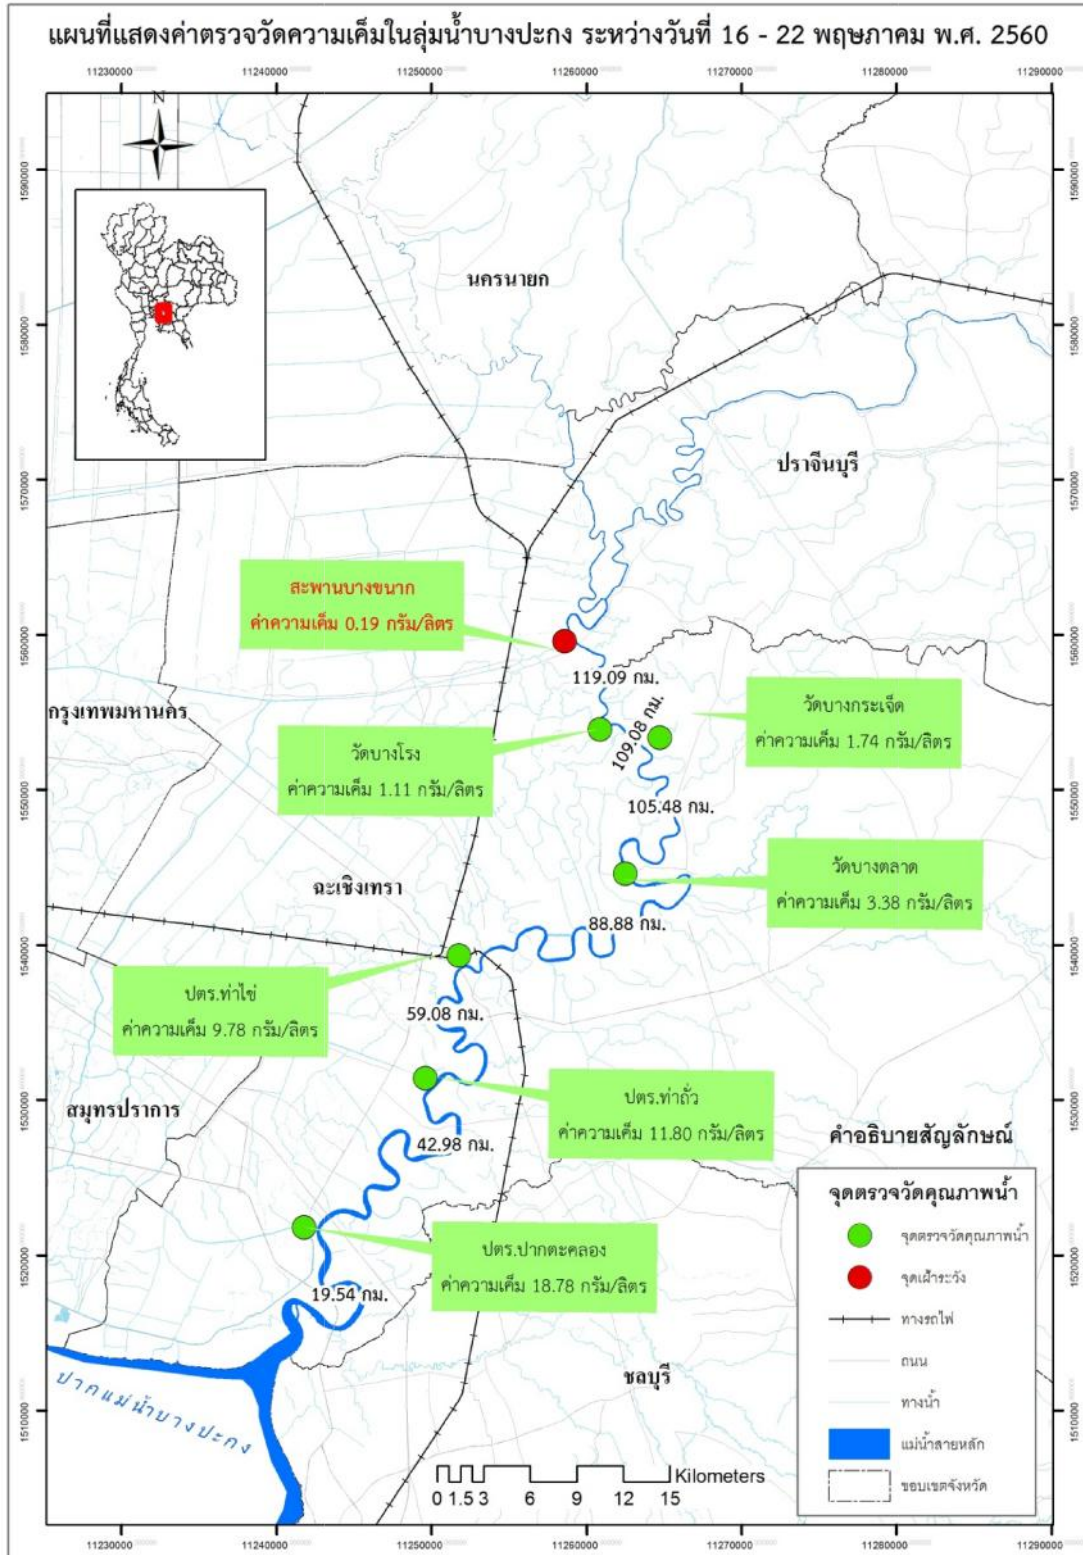 แผนที่แสดงค่าตรวจวัดความเค็มในลุ่มน้ำบางปะกง ระหว่างวันที่ 16 - 22 พฤษภาคม พ.ศ. 2560
11230000 11240000 11250000 11260000 11270000 11280000 11290000
N
1590000 1590000
นครนายก
1580000 1580000
ปราจีนบุรี
1570000 1570000
สะพานบางขนาก
ค่าความเค็ม 0.19 กรัม/ลิตร
1560000 1560000
119.09 กม.
กรุงเทพมหานคร
วัดบางกระเจ็ด
ค่าความเค็ม 1.74 กรัม/ลิตร
109.08 กม.
วัดบางโรง
ค่าความเค็ม 1.11 กรัม/ลิตร
1550000 1550000
105.48 กม.
วัดบางตลาด
ค่าความเค็ม 3.38 กรัม/ลิตร
ฉะเชิงเทรา
88.88 กม.
1540000 1540000
ปตร.ท่าไข่
ค่าความเค็ม 9.78 กรัม/ลิตร
59.08 กม.
1530000 1530000
ปตร.ท่าถั่ว
ค่าความเค็ม 11.80 กรัม/ลิตร
สมุทรปราการ
42.98 กม.
คำอธิบายสัญลักษณ์
จุดตรวจวัดคุณภาพน้ำ
จุดตรวจวัดคุณภาพน้ำ
จุดเฝ้าระวัง
ทางรถไฟ
ถนน
ทางน้ำ
แม่น้ำสายหลัก
ขอบเขตจังหวัด
1520000 1520000
ปตร.ปากตะคลอง
ค่าความเค็ม 18.78 กรัม/ลิตร
19.54 กม.
ชลบุรี
ปากแม่น้ำบางปะกง
1510000 1510000
Kilometers
0 1.5 3 6 9 12 15
11230000 11240000 11250000 11260000 11270000 11280000 11290000